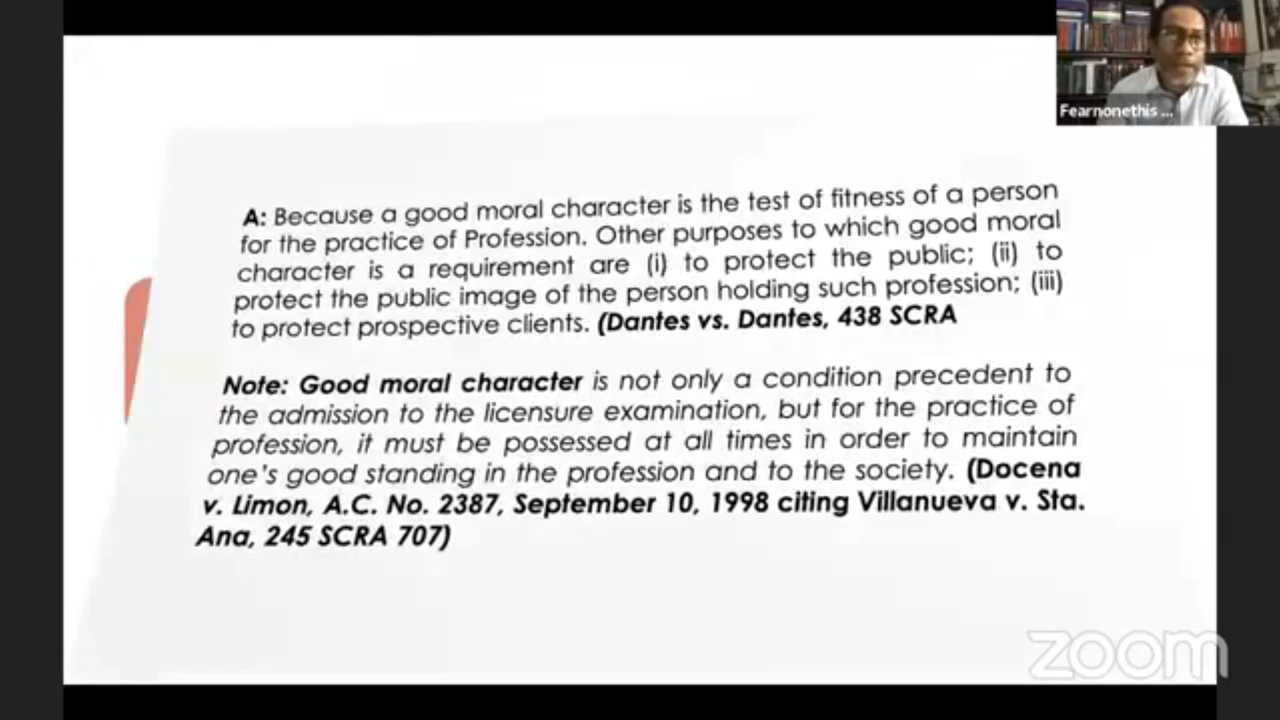 Fearnonethis ...
A: Because a good moral character is the test of fitness of a person
for the practice of Profession. Other purposes to which good moral
character is a requirement are (i) to protect the public; (ii) to
protect the public image of the person holding such profession; (iii)
to protect prospective clients. (Dantes vs. Dantes, 438 SCRA
Note: Good moral character is not only a condition precedent to
the admission to the licensure examination, but for the practice of
profession, it must be possessed at all times in order to maintain
one's good standing in the profession and to the society. (Docena
v. Limon, A.C. No. 2387, September 10, 1998 citing Villanueva v. Sta.
Ana, 245 SCRA 707)
zoom